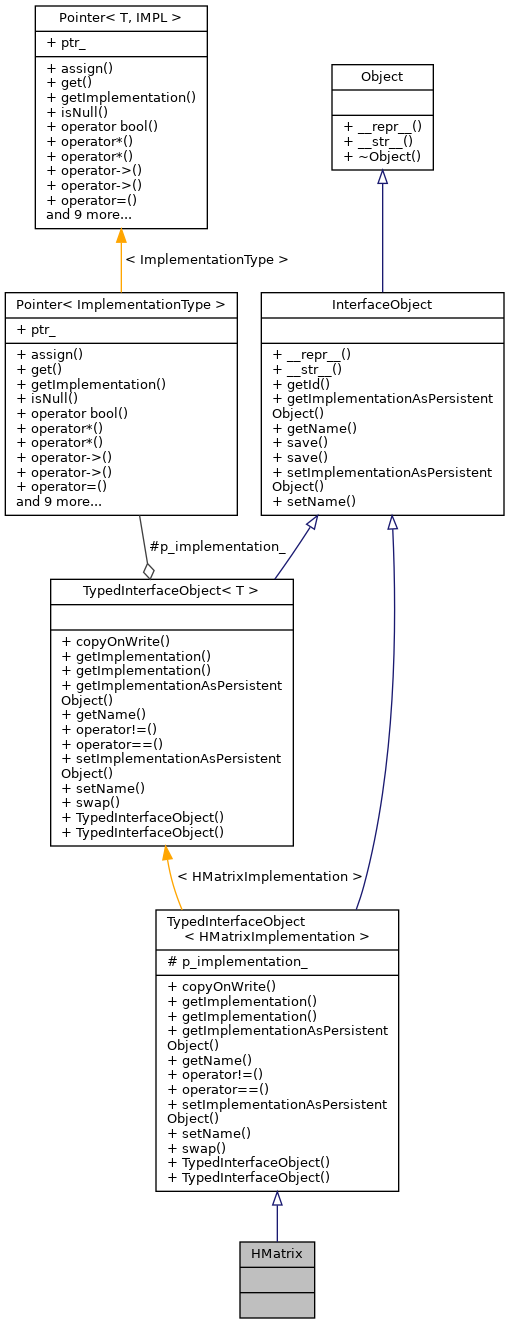 Pointer< T, IMPL >
+ ptr_
+ assign()
+ get()
+ getImplementation()
+ isNull()
+ operator bool()
+ operator*()
+ operator*()
+ operator->()
+ operator->()
+ operator=()
and 9 more...
Object
+ __repr__()
+ __str__()
+ ~Object()
< ImplementationType >
Pointer< ImplementationType >
+ ptr_
+ assign()
+ get()
+ getImplementation()
+ isNull()
+ operator bool()
+ operator*()
+ operator*()
+ operator->()
+ operator->()
+ operator=()
and 9 more...
InterfaceObject
+ __repr__()
+ __str__()
+ getId()
+ getImplementationAsPersistent
Object()
+ getName()
+ save()
+ save()
+ setImplementationAsPersistent
Object()
+ setName()
#p_implementation_
TypedInterfaceObject< T >
+ copyOnWrite()
+ getImplementation()
+ getImplementation()
+ getImplementationAsPersistent
Object()
+ getName()
+ operator!=()
+ operator==()
+ setImplementationAsPersistent
Object()
+ setName()
+ swap()
+ TypedInterfaceObject()
+ TypedInterfaceObject()
< HMatrixImplementation >
TypedInterfaceObject
< HMatrixImplementation >
# p_implementation_
+ copyOnWrite()
+ getImplementation()
+ getImplementation()
+ getImplementationAsPersistent
Object()
+ getName()
+ operator!=()
+ operator==()
+ setImplementationAsPersistent
Object()
+ setName()
+ swap()
+ TypedInterfaceObject()
+ TypedInterfaceObject()
HMatrix